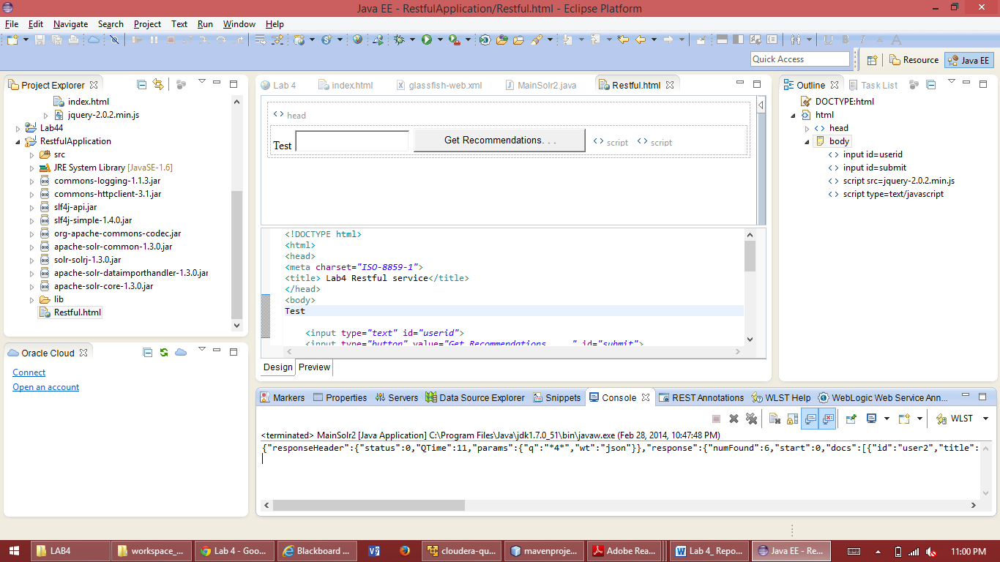 Java EE - RestfulApplication/Restful.html - Eclipse Platform
File Edit Navigate Search Project Text Run Window Help
Quick Access
Resource
Java EE
Project Explorer
index.html
jquery-2.0.2.min.js
Lab44
RestfulApplication
src
JRE System Library [JavaSE-1.6]
commons-logging-1.1.3.jar
commons-httpclient-3.1.jar
slf4j-api.jar
slf4j-simple-1.4.0.jar
org-apache-commons-codec.jar
apache-solr-common-1.3.0.jar
solr-solrj-1.3.0.jar
apache-solr-dataimporthandler-1.3.0.jar
apache-solr-core-1.3.0.jar
lib
Restful.html
Oracle Cloud
Connect
Open an account
Lab 4
index.html
glassfish-web.xml
MainSolr2.java
Restful.html
head
Test
Get Recommendations. . .
script
script
<!DOCTYPE html>
<html>
<head>
<meta charset="ISO-8859-1">
<title> Lab4 Restful service</title>
</head>
<body>
Test
<input type="text" id="userid">
<input type="button" value="Get Recommendations. . ." id="submit">
Design
Preview
Outline
Task List
DOCTYPE:html
html
head
body
input id=userid
input id=submit
script src=jquery-2.0.2.min.js
script type=text/javascript
Markers
Properties
Servers
Data Source Explorer
Snippets
Console
REST Annotations
WLST Help
WebLogic Web Service Ann...
WLST
<terminated> MainSolr2 [Java Application] C:\Program Files\Java\jdk1.7.0_51\bin\javaw.exe (Feb 28, 2014, 10:47:48 PM)
{"responseHeader":{"status":0,"QTime":11,"params":{"q":"*4*","wt":"json"}},"response":{"numFound":6,"start":0,"docs":[{"id":"user2","title":
LAB4
workspace_...
Lab 4 - Goo...
Blackboard ...
cloudera-qu...
mavenproje...
Adobe Rea...
Lab 4_ Repo...
Java EE - Re...
11:00 PM